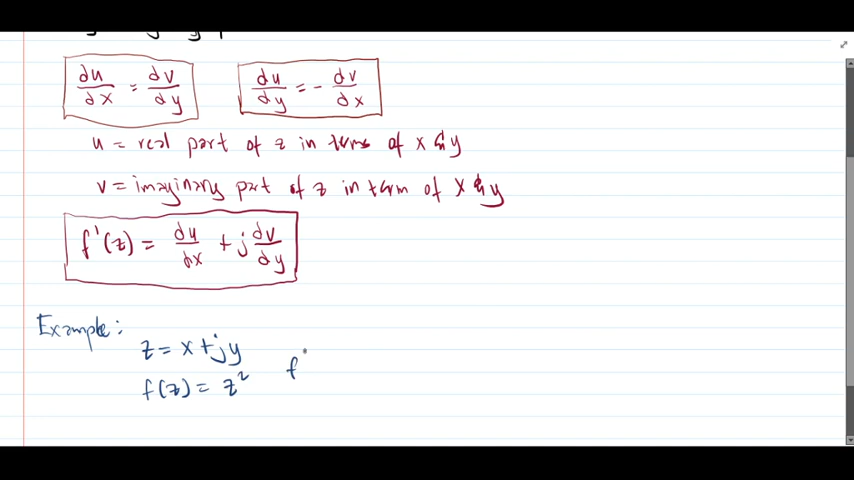 du/dx = dv/dy   du/dy = - dv/dx
u = real part of z in terms of x & y
v = imaginary part of z in term of x & y
f'(z) = du/dx + j dv/dy
Example:
z = x + jy
f(z) = z²   f'